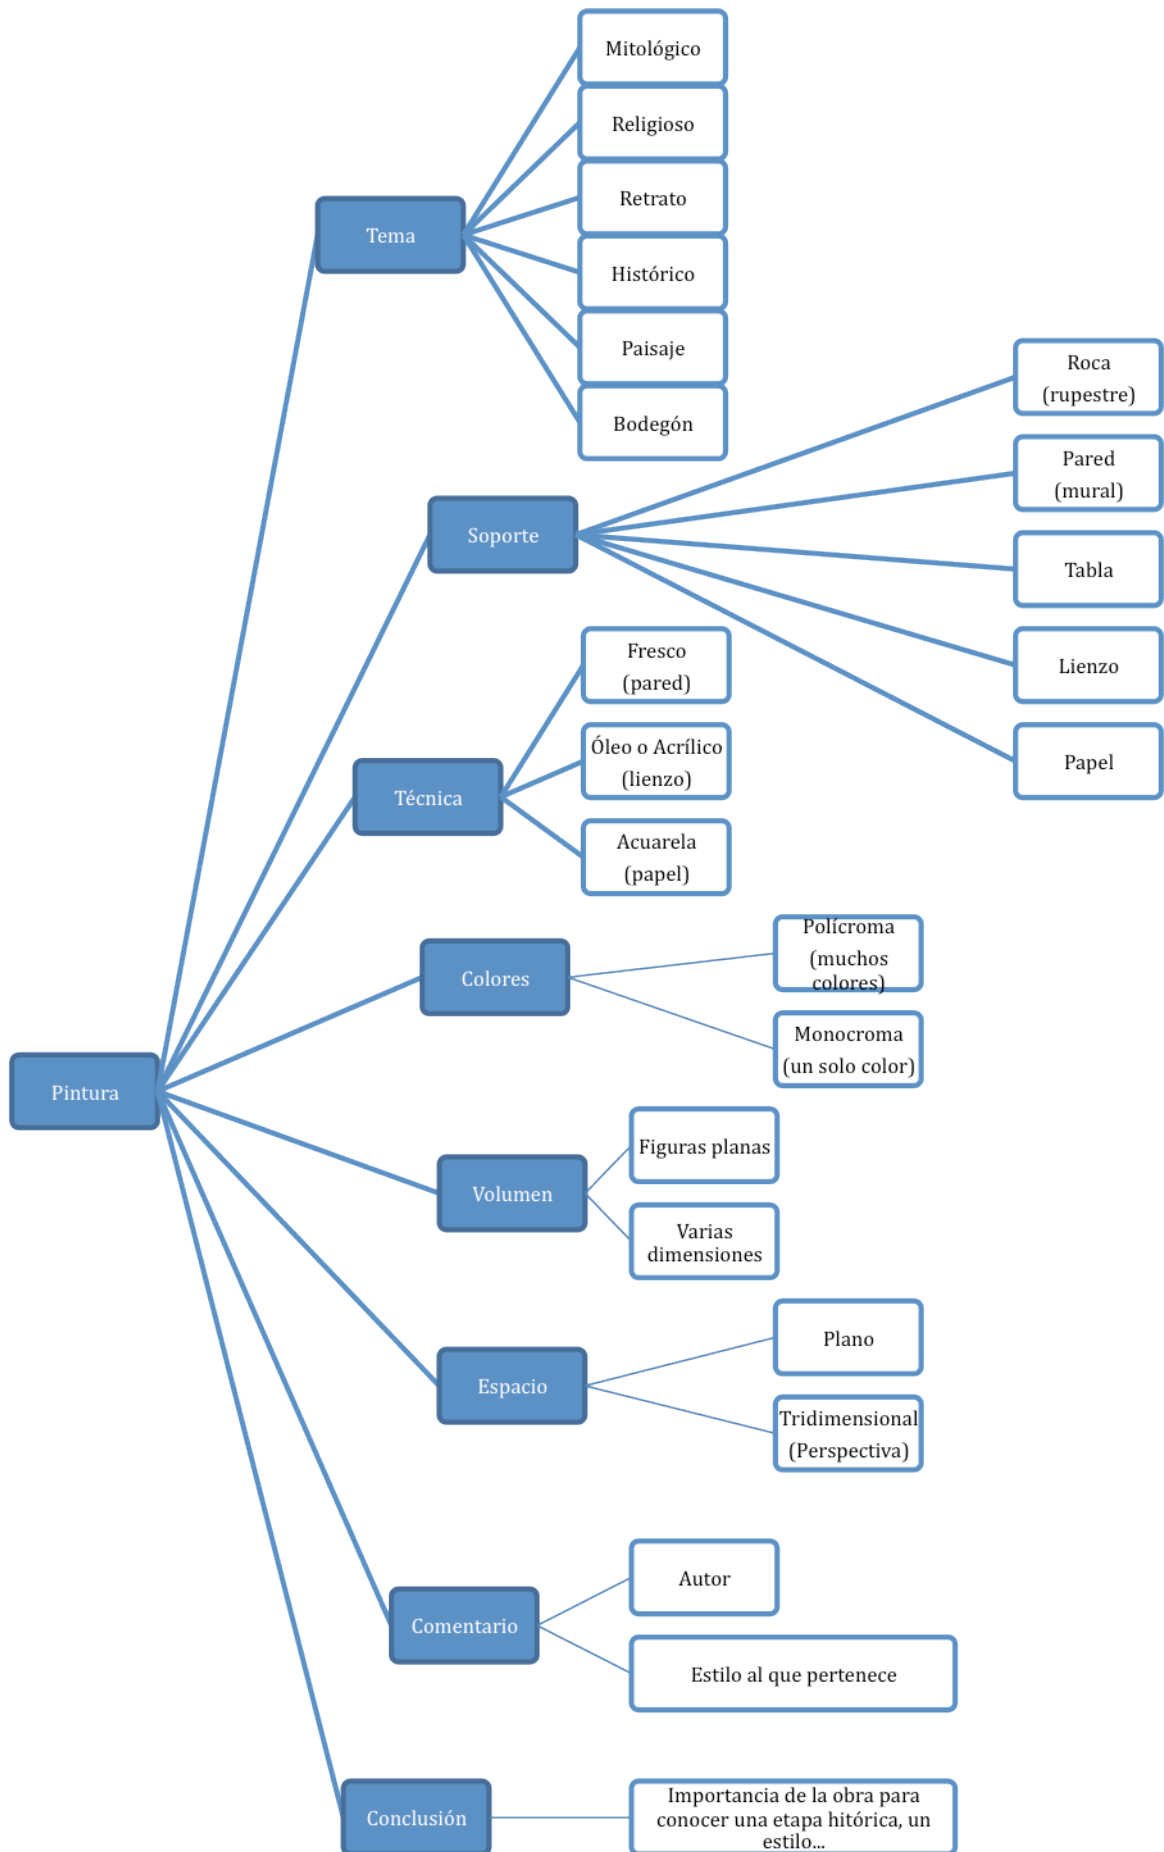 Pintura
Tema
Mitológico
Religioso
Retrato
Histórico
Paisaje
Bodegón
Soporte
Roca
(rupestre)
Pared
(mural)
Tabla
Lienzo
Papel
Técnica
Fresco
(pared)
Óleo o Acrílico
(lienzo)
Acuarela
(papel)
Colores
Polícroma
(muchos
colores)
Monocroma
(un solo color)
Volumen
Figuras planas
Varias
dimensiones
Espacio
Plano
Tridimensional
(Perspectiva)
Comentario
Autor
Estilo al que pertenece
Conclusión
Importancia de la obra para
conocer una etapa hitórica, un
estilo...